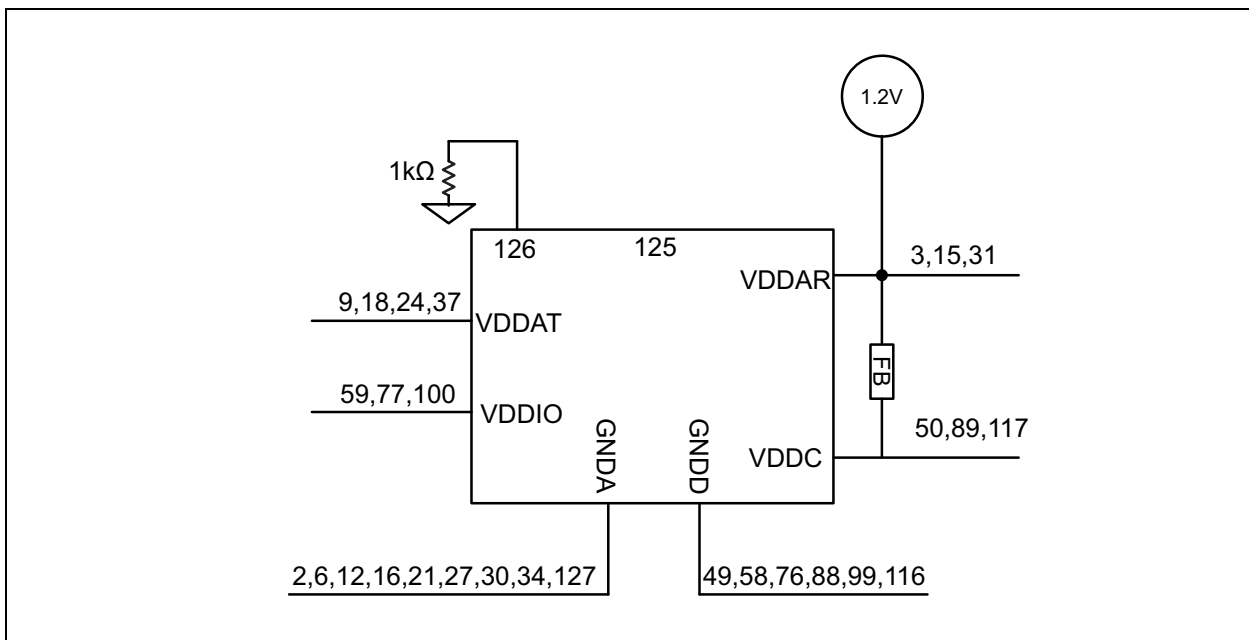 1.2V
1kΩ
126
125
VDDAR
3,15,31
9,18,24,37
VDDAT
FB
59,77,100
VDDIO
GNDA
GNDD
VDDC
50,89,117
2,6,12,16,21,27,30,34,127
49,58,76,88,99,116